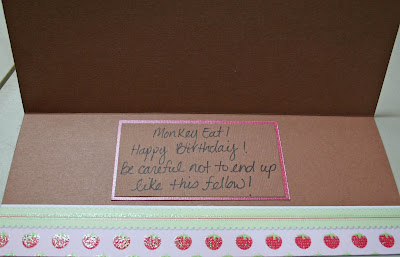 Monkey Eat!
Happy Birthday!
Be careful not to end up
like this fellow!